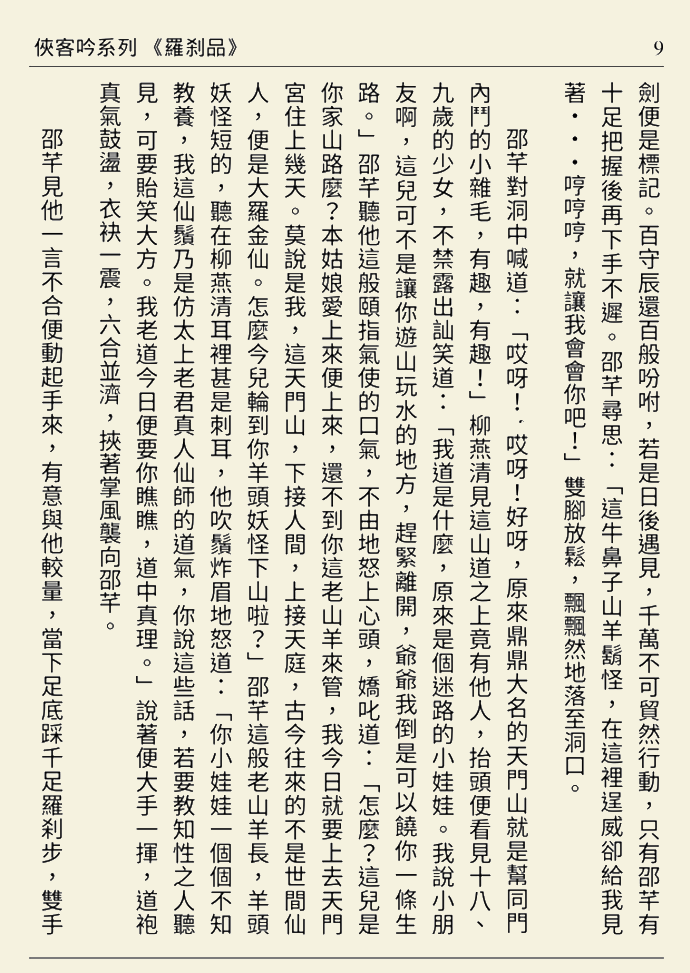 俠客吟系列 《羅剎品》 9
劍便是標記。百守辰還百般吩咐，若是日後遇見，千萬不可貿然行動，只有邵芊有
十足把握後再下手不遲。邵芊尋思：「這牛鼻子山羊鬍怪，在這裡逞威卻給我見
著・・・哼哼哼，就讓我會會你吧！」雙腳放鬆，飄飄然地落至洞口。
邵芊對洞中喊道：「哎呀！．哎呀！好呀，原來鼎鼎大名的天門山就是幫同門
內鬥的小雜毛，有趣，有趣！」柳燕清見這山道之上竟有他人，抬頭便看見十八、
九歲的少女，不禁露出訕笑道：「我道是什麼，原來是個迷路的小娃娃。我說小朋
友啊，這兒可不是讓你遊山玩水的地方，趕緊離開，爺爺我倒是可以饒你一條生
路。」邵芊聽他這般頤指氣使的口氣，不由地怒上心頭，嬌叱道：「怎麼？這兒是
你家山路麼？本姑娘愛上來便上來，還不到你這老山羊來管，我今日就要上去天門
宮住上幾天。莫說是我，這天門山，下接人間，上接天庭，古今往來的不是世間仙
人，便是大羅金仙。怎麼今兒輪到你羊頭妖怪下山啦？」邵芊這般老山羊長，羊頭
妖怪短的，聽在柳燕清耳裡甚是刺耳，他吹鬚炸眉地怒道：「你小娃娃一個個不知
教養，我這仙鬚乃是仿太上老君真人仙師的道氣，你說這些話，若要教知性之人聽
見，可要貽笑大方。我老道今日便要你瞧瞧，道中真理。」說著便大手一揮，道袍
真氣鼓盪，衣袂一震，六合並濟，挾著掌風襲向邵芊。
邵芊見他一言不合便動起手來，有意與他較量，當下足底踩千足羅剎步，雙手